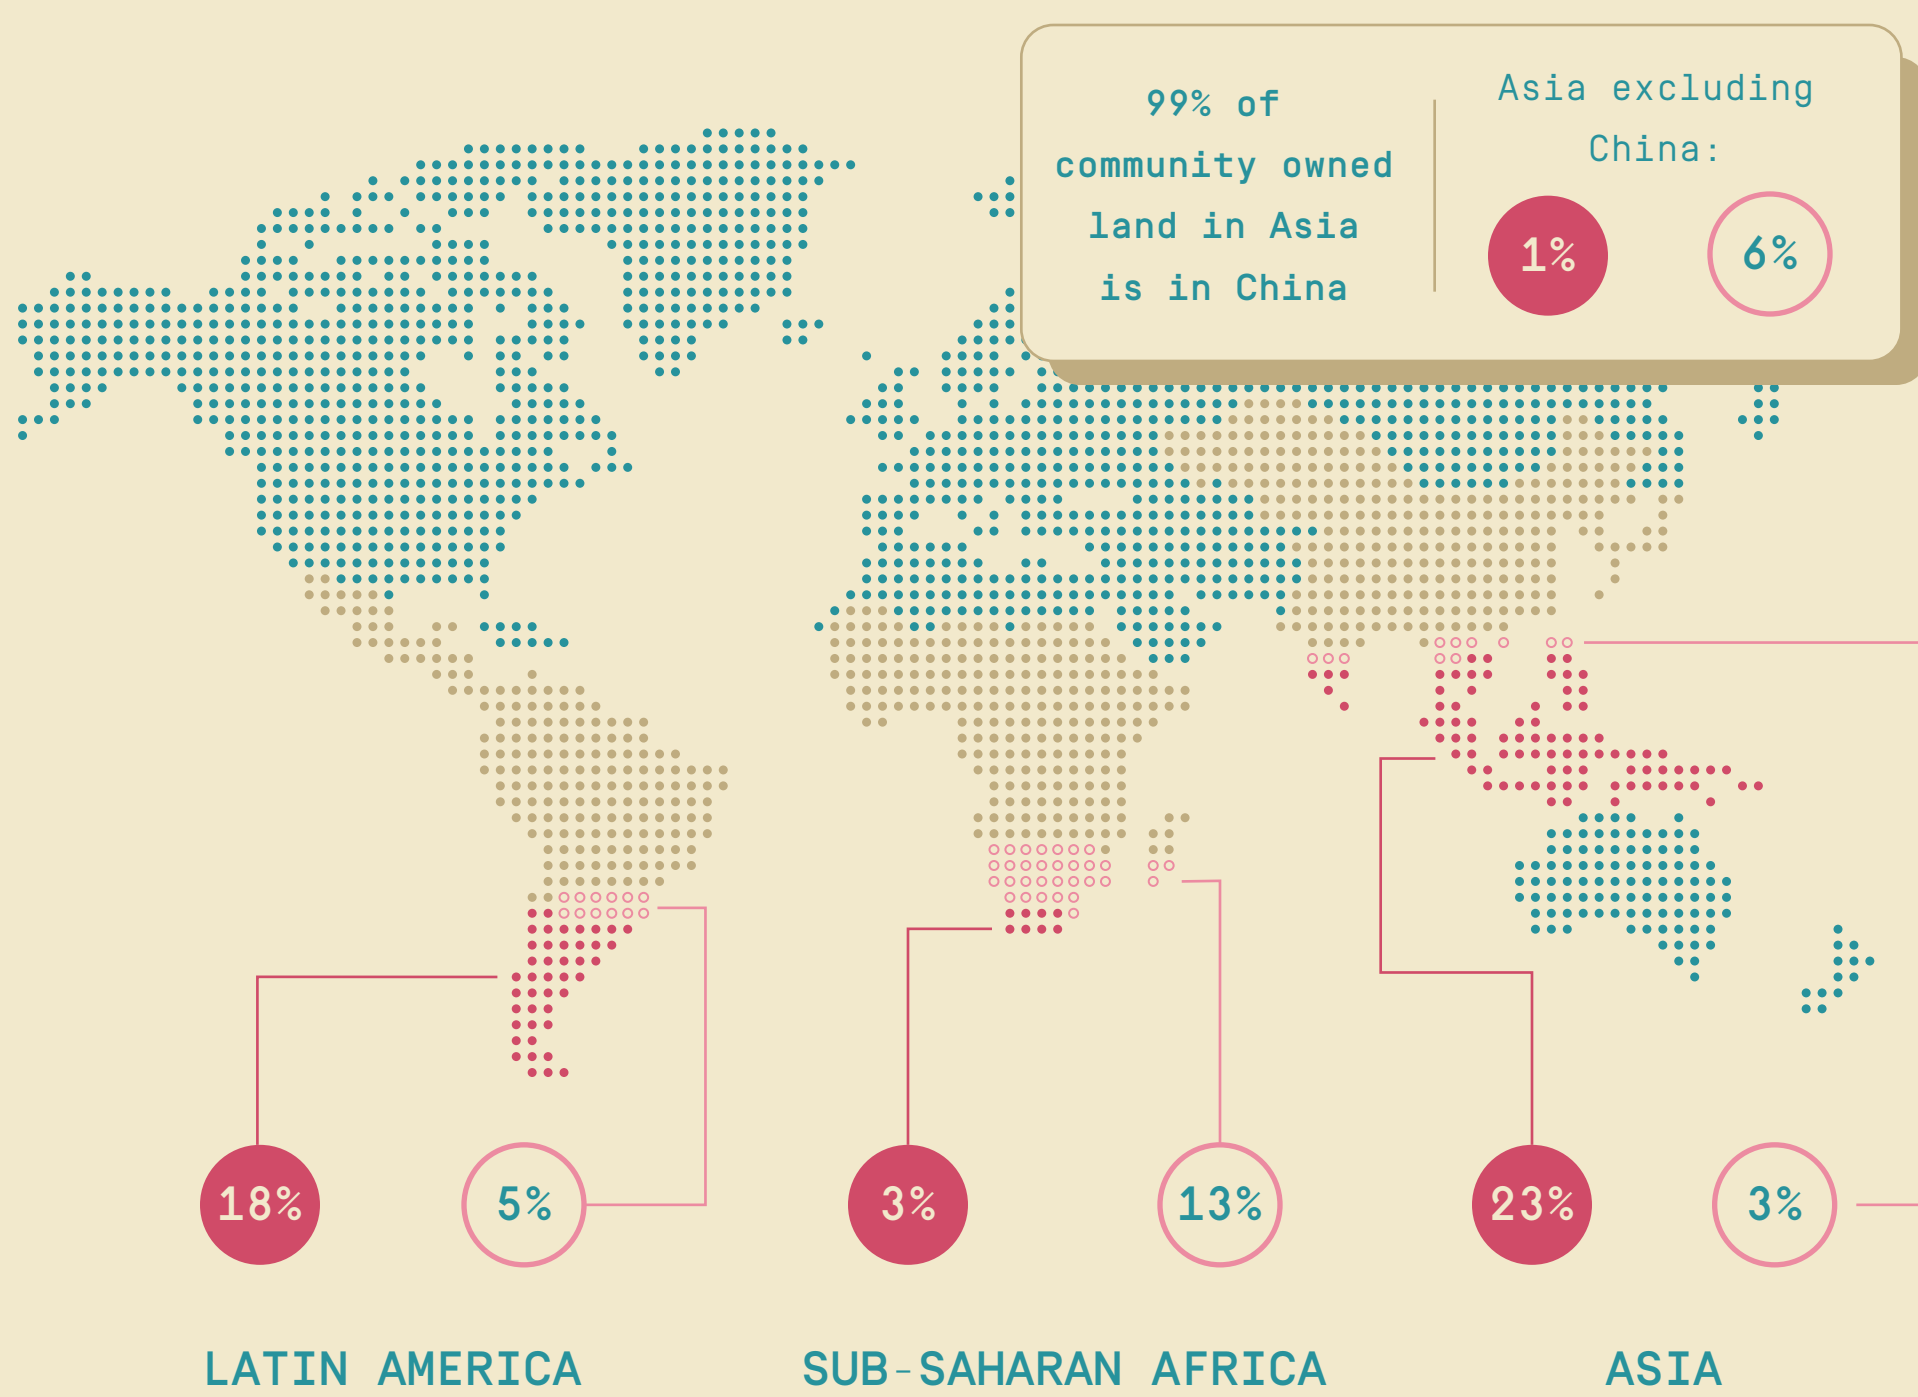 99% of
community owned
land in Asia
is in China
Asia excluding
China:
1%
6%
18%
5%
3%
13%
23%
3%
LATIN AMERICA
SUB-SAHARAN AFRICA
ASIA